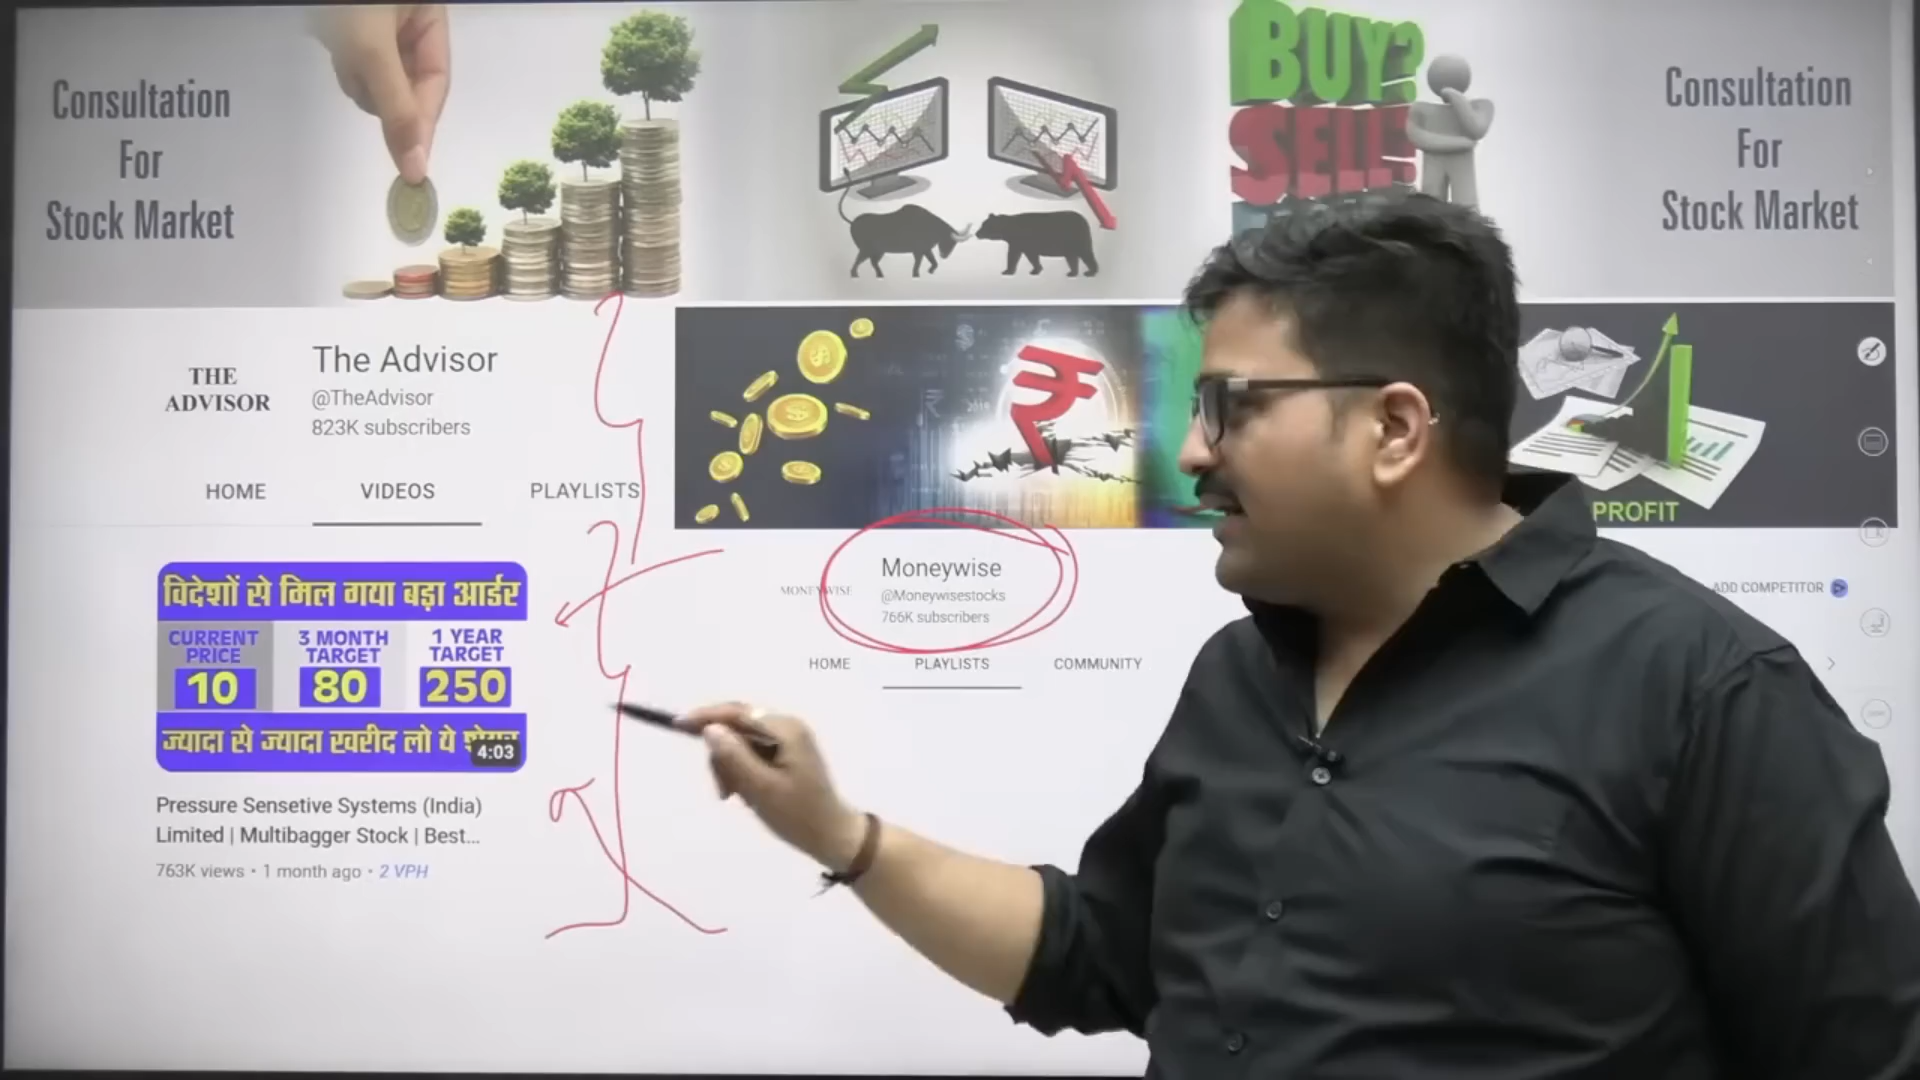 Consultation
For
Stock Market
BUY?
SELL?
Consultation
For
Stock Market
THE
ADVISOR
The Advisor
@TheAdvisor
823K subscribers
HOME VIDEOS PLAYLISTS
PROFIT
विदेशों से मिल गया बड़ा आर्डर
CURRENT
PRICE
10
3 MONTH
TARGET
80
1 YEAR
TARGET
250
ज्यादा से ज्यादा खरीद लो ये
4:03
Pressure Sensetive Systems (India)
Limited | Multibagger Stock | Best...
763K views • 1 month ago • 2 VPH
MONEYWISE
Moneywise
@Moneywisestocks
766K subscribers
ADD COMPETITOR
HOME PLAYLISTS COMMUNITY